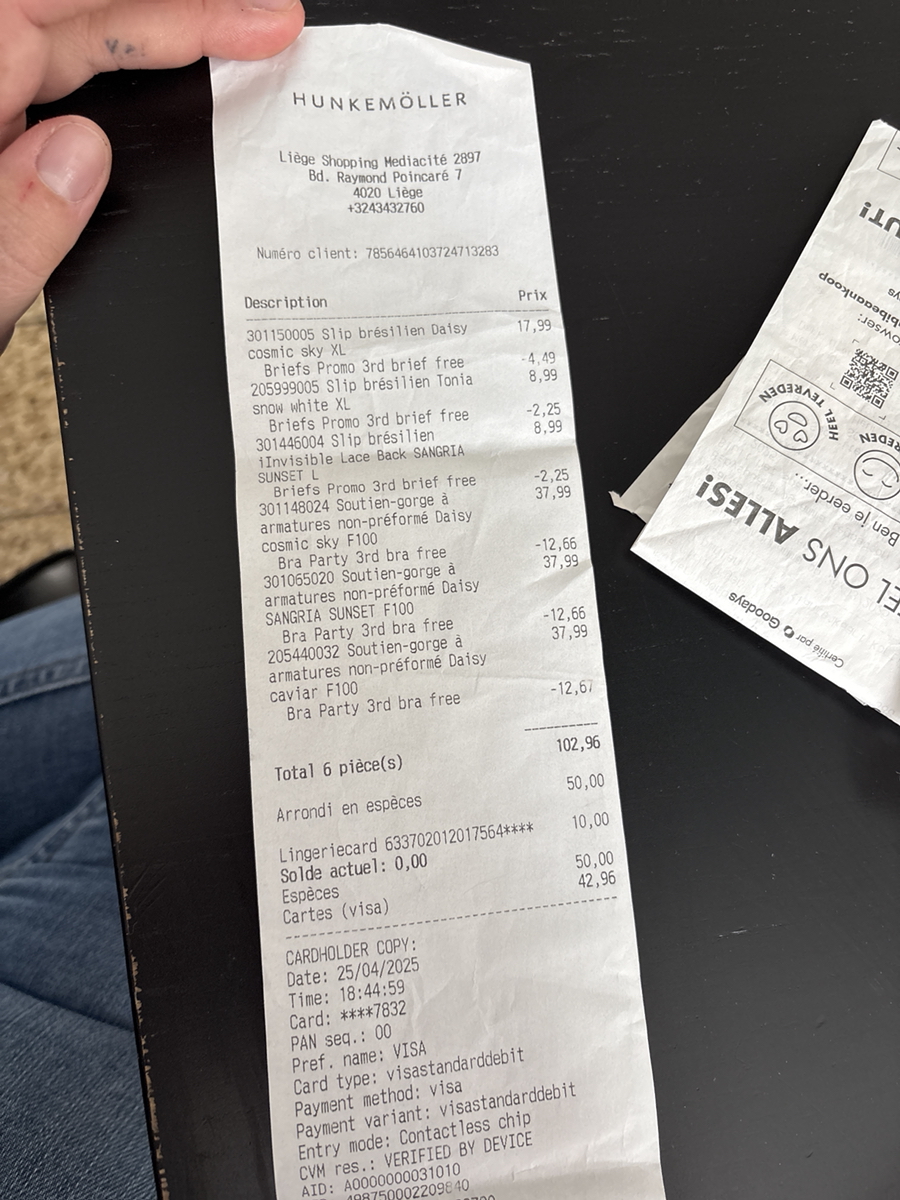 HUNKEMÖLLER
Liège Shopping Mediacité 2897
Bd. Raymond Poincaré 7
4020 Liège
+3243432760
Numéro client: 7856464103724713283
Description Prix
301150005 Slip brésilien Daisy 17,99
cosmic sky XL
Briefs Promo 3rd brief free -4,49
205999005 Slip brésilien Tonia 8,99
snow white XL
Briefs Promo 3rd brief free -2,25
301446004 Slip brésilien 8,99
iInvisible Lace Back SANGRIA
SUNSET L
Briefs Promo 3rd brief free -2,25
301148024 Soutien-gorge à 37,99
armatures non-préformé Daisy
cosmic sky F100
Bra Party 3rd bra free -12,66
301065020 Soutien-gorge à 37,99
armatures non-préformé Daisy
SANGRIA SUNSET F100
Bra Party 3rd bra free -12,66
205440032 Soutien-gorge à 37,99
armatures non-préformé Daisy
caviar F100
Bra Party 3rd bra free -12,67
Total 6 pièce(s) 102,96
Arrondi en espèces 50,00
Lingeriecard 633702012017564**** 10,00
Solde actuel: 0,00
Espèces 50,00
Cartes (visa) 42,96
CARDHOLDER COPY:
Date: 25/04/2025
Time: 18:44:59
Card: ****7832
PAN seq.: 00
Pref. name: VISA
Card type: visastandarddebit
Payment method: visa
Payment variant: visastandarddebit
Entry mode: Contactless chip
CVM res.: VERIFIED BY DEVICE
AID: A0000000031010
498750002209840
Certifié par Goodays
EL ONS ALLES!
Ben je eerder...
HEEL TEVREDEN